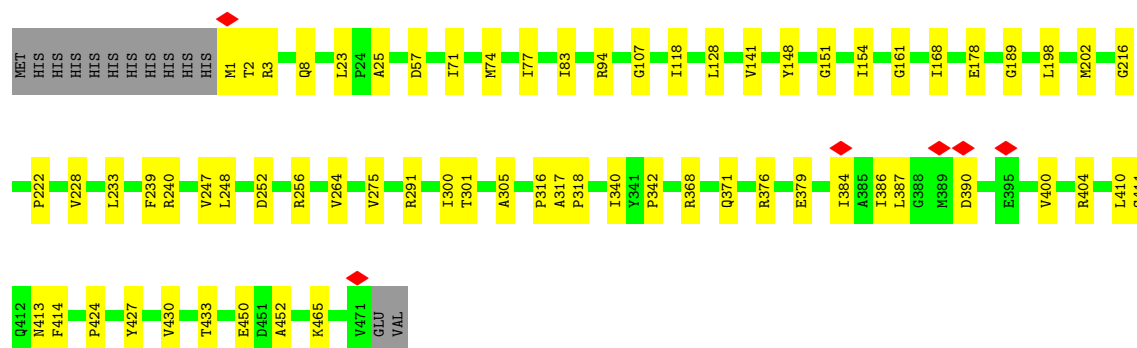 MET HIS HIS HIS HIS HIS HIS HIS HIS HIS M1 T2 R3 Q8 L23 P24 A25 D57 I71 M74 I77 I83 R94 G107 I118 L128 V141 Y148 G151 I154 G161 I168 E178 G189 L198 M202 G216
P222 V228 L233 F239 R240 V247 L248 D252 R256 V264 V275 R291 I300 T301 A305 P316 A317 P318 I340 Y341 P342 R368 Q371 R376 E379 I384 A385 I386 L387 G388 M389 D390 E395 V400 R404 L410
Q412 N413 F414 P424 Y427 V430 T433 E450 D451 A452 K465 V471 GLU VAL